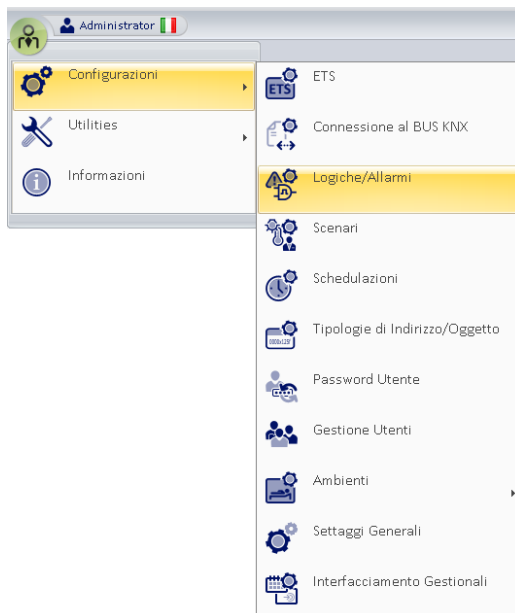 Administrator
Configurazioni
Utilities
Informazioni
ETS
ETS
Connessione al BUS KNX
Logiche/Allarmi
Scenari
Schedulazioni
Tipologie di Indirizzo/Oggetto
Password Utente
Gestione Utenti
Ambienti
Settaggi Generali
Interfacciamento Gestionali